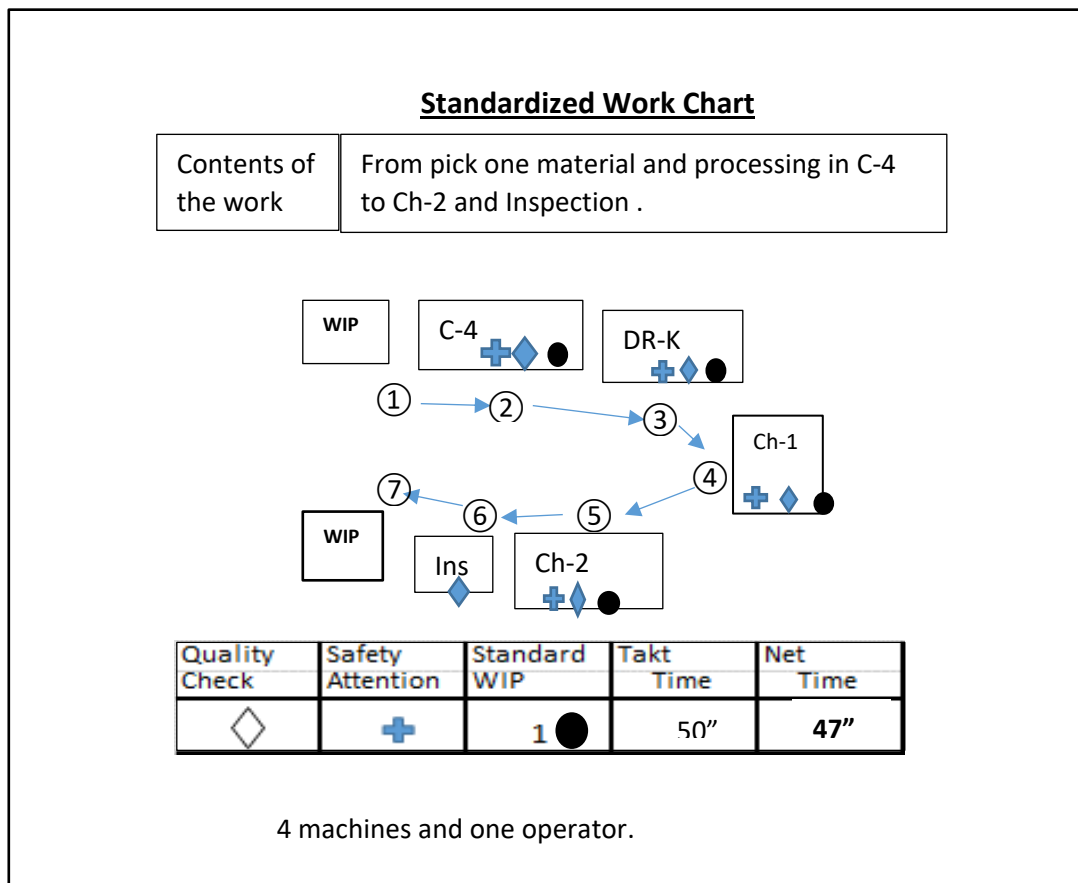 Standardized Work Chart
Contents of
the work
From pick one material and processing in C-4
to Ch-2 and Inspection .
WIP
C-4
DR-K
① ② ③
Ch-1
④
⑦ ⑥ ⑤
WIP
Ins
Ch-2
Quality
Check
Safety
Attention
Standard
WIP
Takt
Time
Net
Time
1
50”
47”
4 machines and one operator.